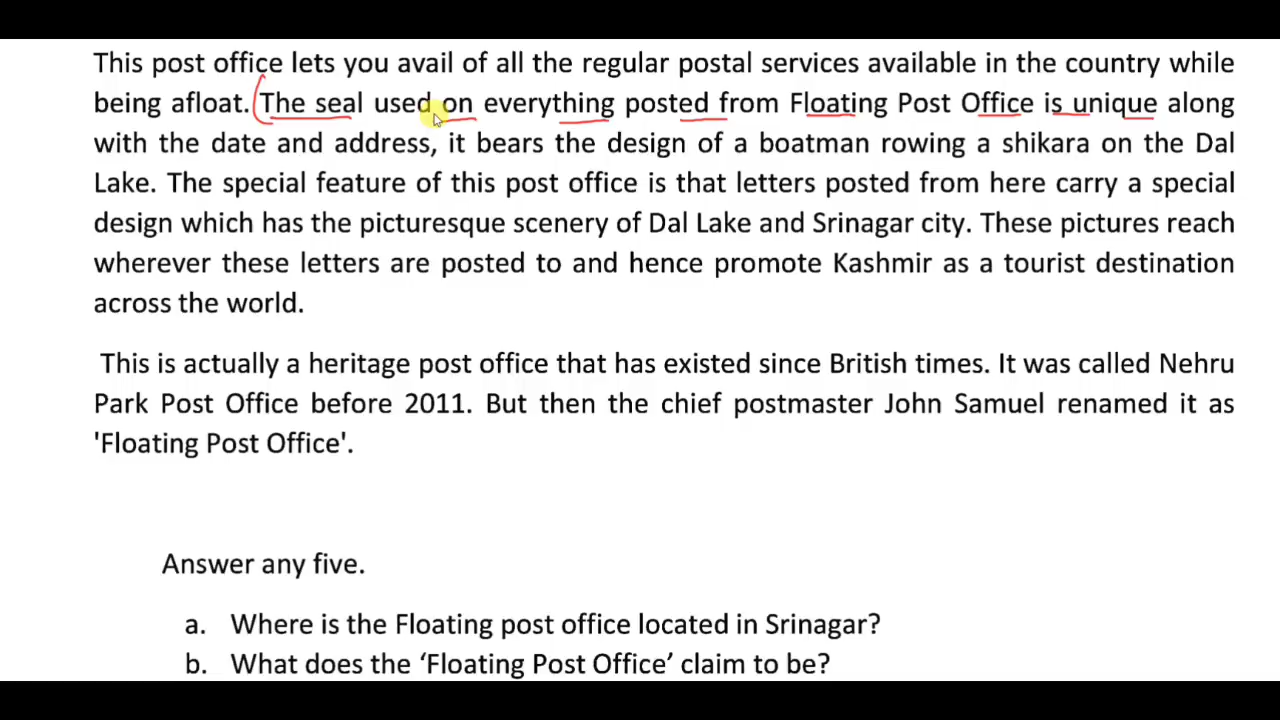 This post office lets you avail of all the regular postal services available in the country while
being afloat. The seal used on everything posted from Floating Post Office is unique along
with the date and address, it bears the design of a boatman rowing a shikara on the Dal
Lake. The special feature of this post office is that letters posted from here carry a special
design which has the picturesque scenery of Dal Lake and Srinagar city. These pictures reach
wherever these letters are posted to and hence promote Kashmir as a tourist destination
across the world.
This is actually a heritage post office that has existed since British times. It was called Nehru
Park Post Office before 2011. But then the chief postmaster John Samuel renamed it as
'Floating Post Office'.
Answer any five.
a. Where is the Floating post office located in Srinagar?
b. What does the ‘Floating Post Office’ claim to be?